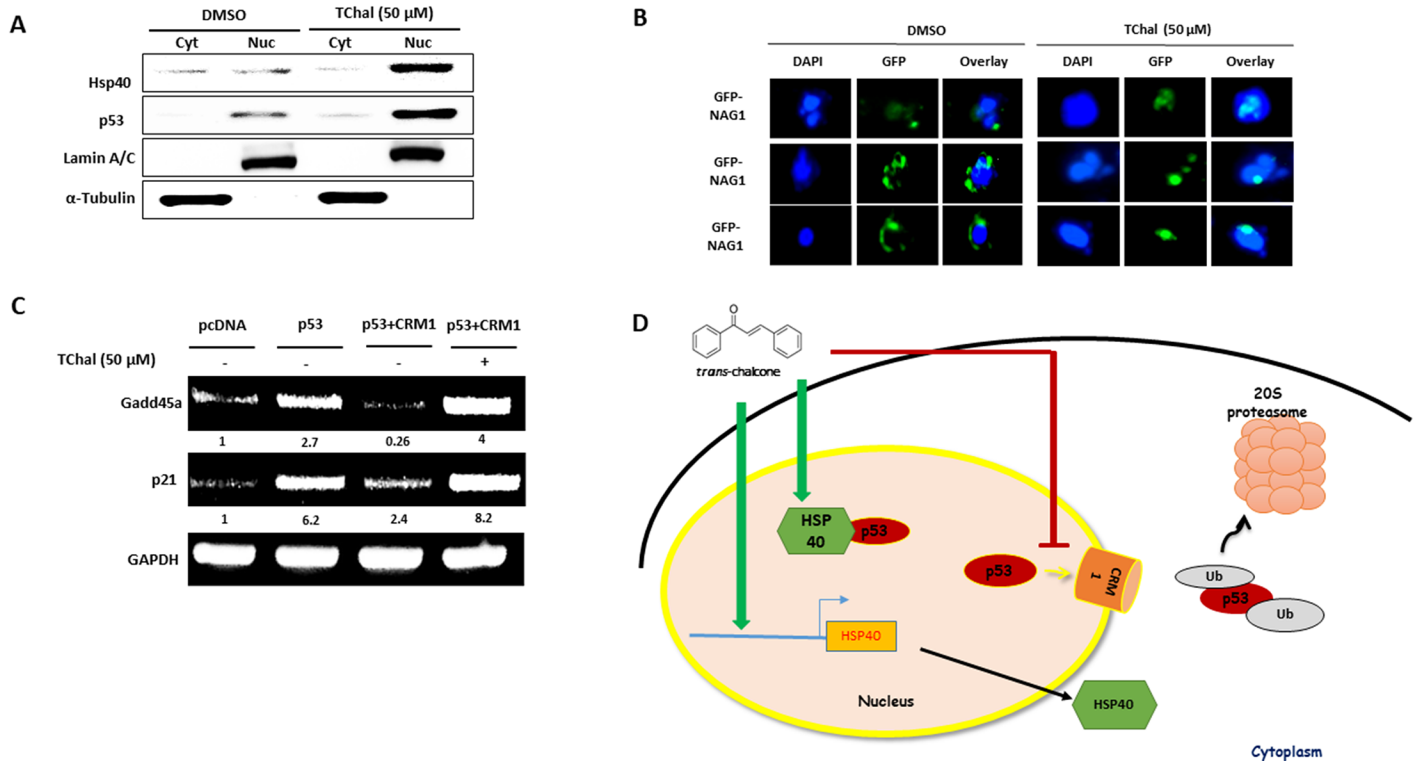 A
DMSO TChal (50 µM)
Cyt Nuc Cyt Nuc
Hsp40
p53
Lamin A/C
α-Tubulin
B
DMSO TChal (50 µM)
DAPI GFP Overlay DAPI GFP Overlay
GFP-
NAG1
GFP-
NAG1
GFP-
NAG1
C
pcDNA p53 p53+CRM1 p53+CRM1
TChal (50 µM) - - - +
Gadd45a
1 2.7 0.26 4
p21
1 6.2 2.4 8.2
GAPDH
D
O
trans-chalcone
20S
proteasome
HSP
40
p53
p53
CRM
1
Ub
p53
Ub
HSP40
Nucleus
HSP40
Cytoplasm